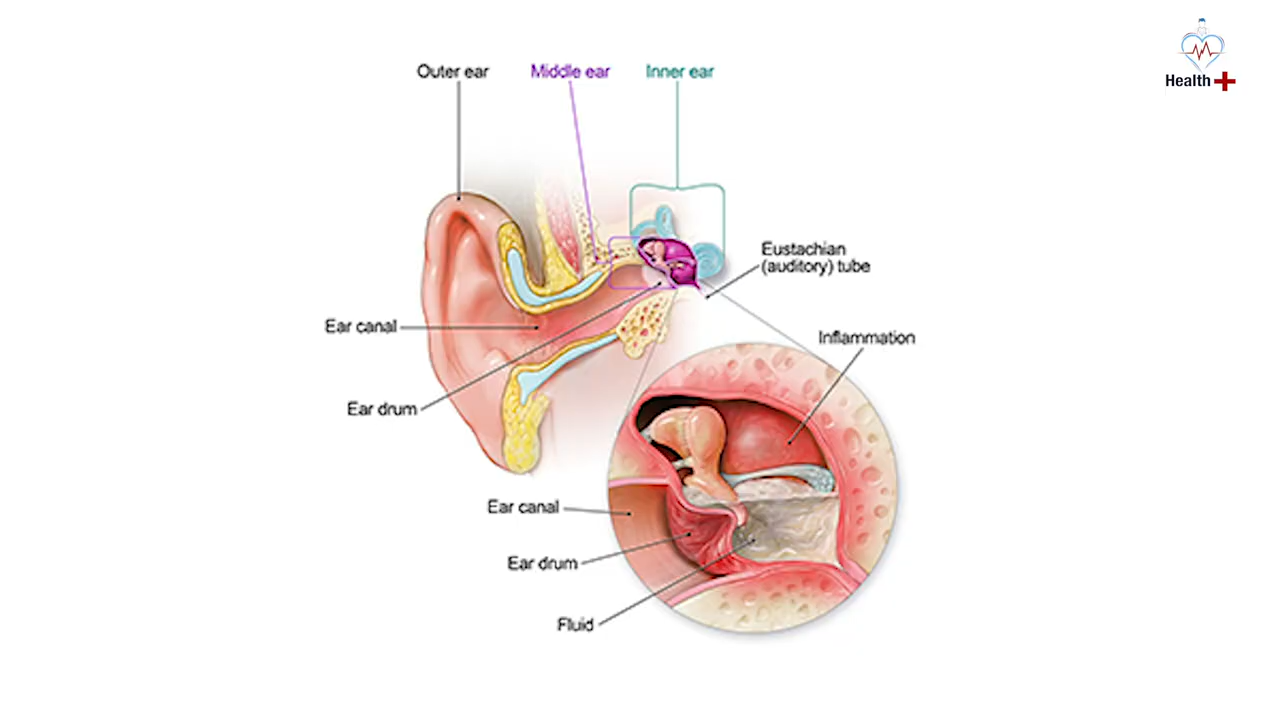 Outer ear
Middle ear
Inner ear
Health
Eustachian
(auditory) tube
Ear canal
Inflammation
Ear drum
Ear canal
Ear drum
Fluid